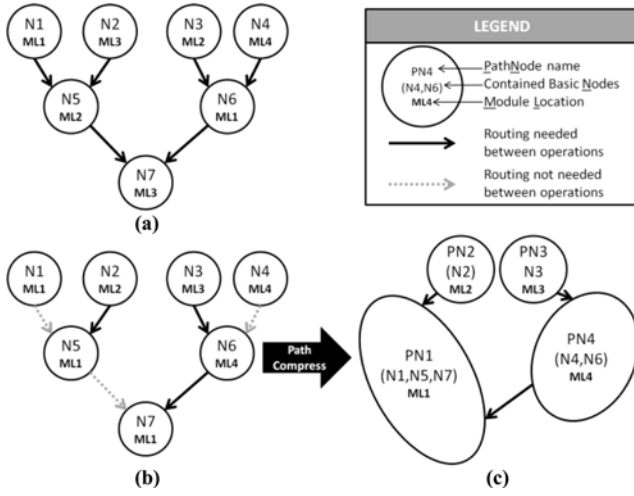 N1
ML1
N2
ML3
N3
ML2
N4
ML4
N5
ML2
N6
ML1
N7
ML3
(a)
LEGEND
PN4
(N4,N6)
ML4
PathNode name
Contained Basic Nodes
Module Location
Routing needed
between operations
Routing not needed
between operations
N1
ML1
N2
ML2
N3
ML3
N4
ML4
N5
ML1
N6
ML4
N7
ML1
(b)
Path
Compress
PN2
(N2)
ML2
PN3
N3
ML3
PN1
(N1,N5,N7)
ML1
PN4
(N4,N6)
ML4
(c)